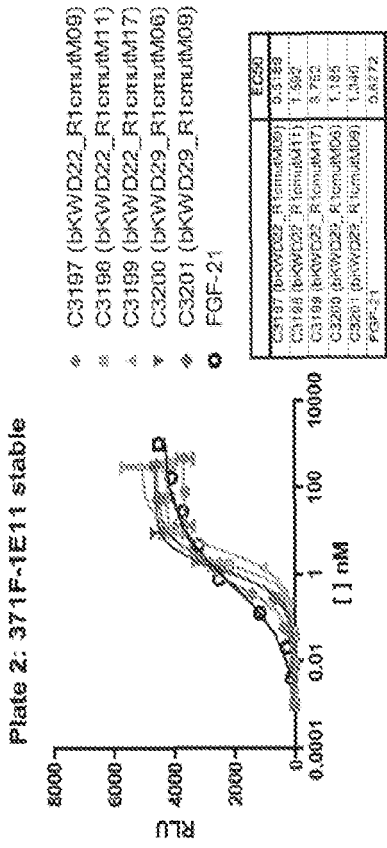 Plate 2: 371F-1E11 stable
RLU
8000
6000
4000
2000
0
0.0001
0.01
1
100
10000
[ ] nM
C3197 (bKWD22_R1cmutM09)
C3198 (bKWD22_R1cmutM11)
C3199 (bKWD22_R1cmutM17)
C3200 (bKWD29_R1cmutM06)
C3201 (bKWD29_R1cmutM09)
FGF-21
EC50
C3197 (bKWD22_R1cmutM09)
C3198 (bKWD22_R1cmutM11)
C3199 (bKWD22_R1cmutM17)
C3200 (bKWD29_R1cmutM06)
C3201 (bKWD29_R1cmutM09)
FGF-21